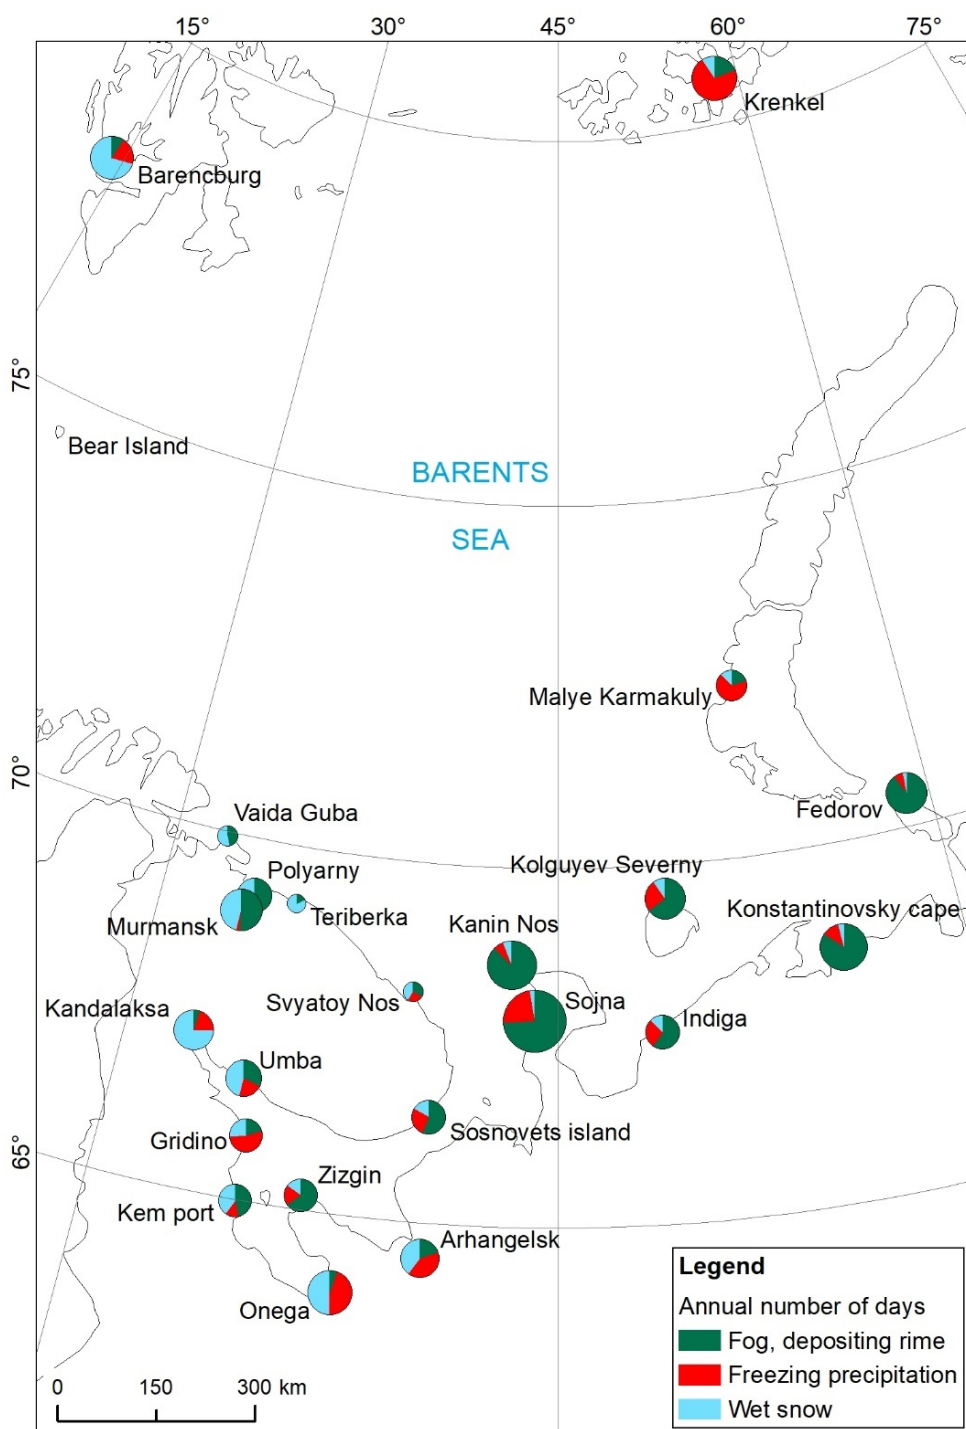 15°
30°
45°
60°
75°
Krenkel
Barencburg
75°
Bear Island
BARENTS
SEA
Malye Karmakuly
70°
Fedorov
Vaida Guba
Kolguyev Severny
Polyarny
Konstantinovsky cape
Teriberka
Murmansk
Kanin Nos
Svyatoy Nos
Sojna
Kandalaksa
Indiga
Umba
Sosnovets island
Gridino
65°
Zizgin
Kem port
Arhangelsk
Onega
Legend
Annual number of days
Fog, depositing rime
Freezing precipitation
Wet snow
0 150 300 km